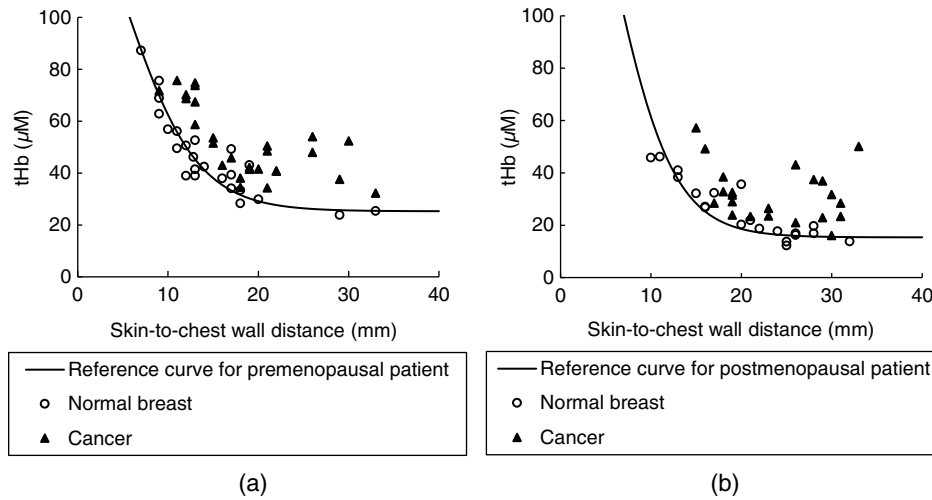 100
80
60
40
20
0
tHb (µM)
0 10 20 30 40
Skin-to-chest wall distance (mm)
Reference curve for premenopausal patient
Normal breast
Cancer
(a)
100
80
60
40
20
0
tHb (µM)
0 10 20 30 40
Skin-to-chest wall distance (mm)
Reference curve for postmenopausal patient
Normal breast
Cancer
(b)